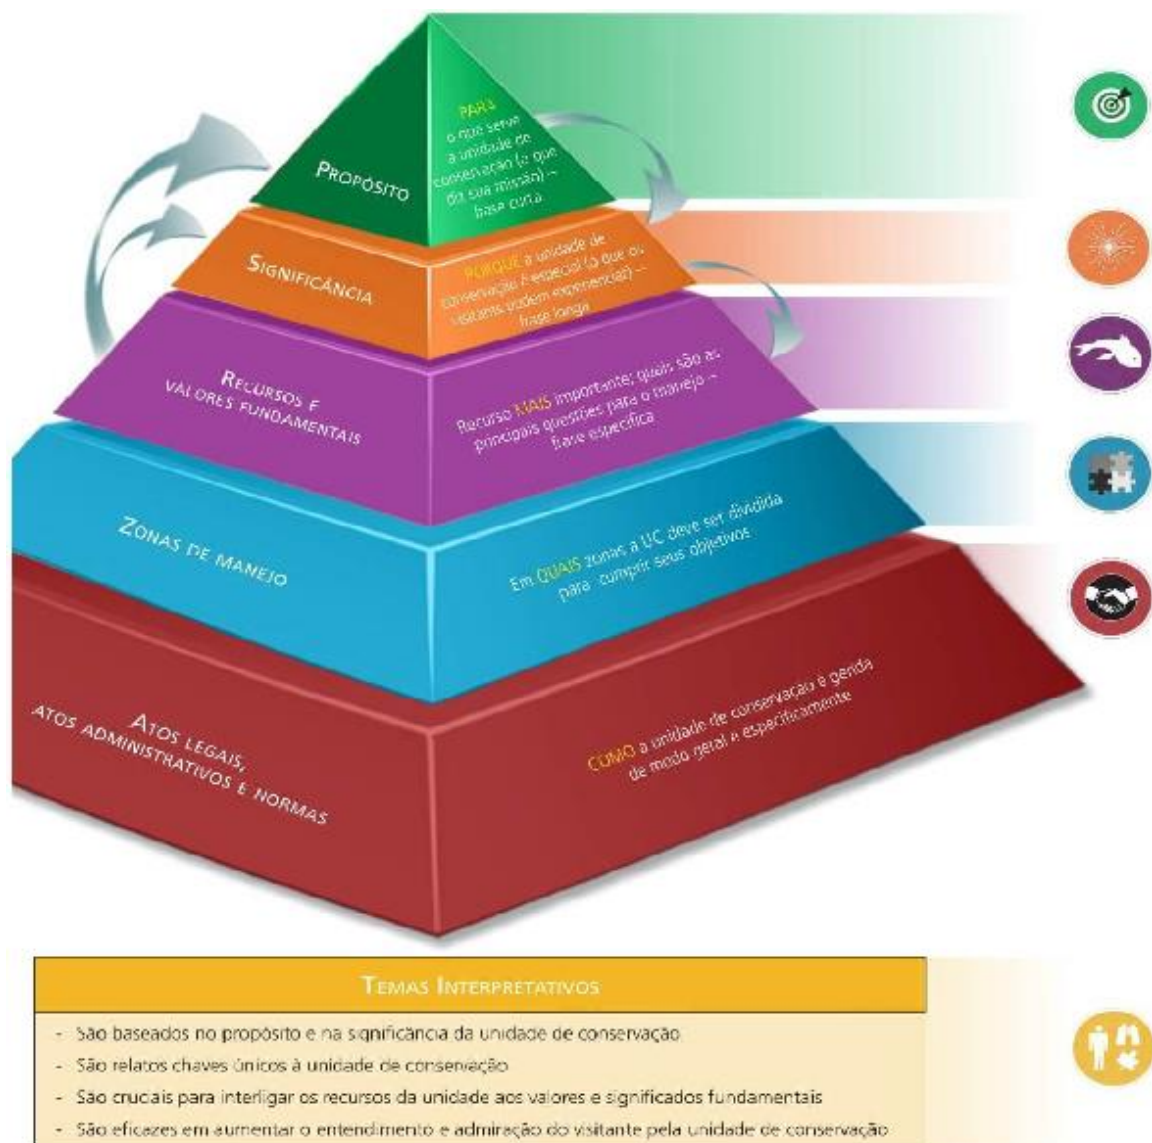 PROPÓSITO
PARA
o que serve
a unidade de
conservação (o que
diz sua missão) –
frase curta
SIGNIFICÂNCIA
PORQUE a unidade de
conservação é especial (o que os
visitants podem experienciar) –
frase longa
RECURSOS E
VALORES FUNDAMENTAIS
Recurso MAIS importante; quais são as
principais questões para o manejo –
frase específica
ZONAS DE MANEJO
Em QUAIS zonas a UC deve ser dividida
para cumprir seus objetivos
ATOS LEGAIS,
ATOS ADMINISTRATIVOS E NORMAS
COMO a unidade de conservação é gerida
de modo geral e especificamente
TEMAS INTERPRETATIVOS
- São baseados no propósito e na significância da unidade de conservação
- São relatos chaves únicos à unidade de conservação
- São cruciais para interligar os recursos da unidade aos valores e significados fundamentais
- São eficazes em aumentar o entendimento e admiração do visitante pela unidade de conservação